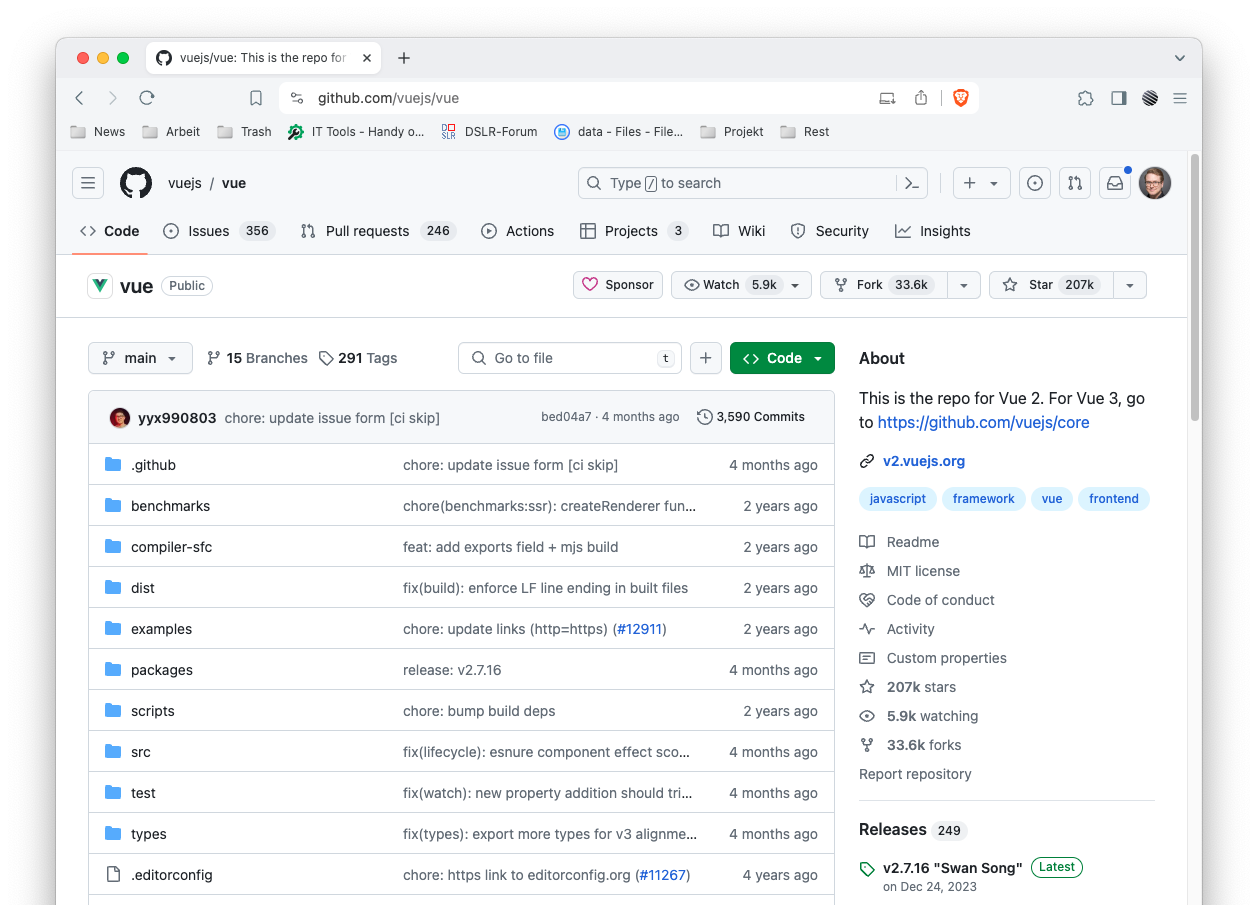 vuejs/vue: This is the repo for
github.com/vuejs/vue
News Arbeit Trash IT Tools - Handy o... DSLR DSLR-Forum data - Files - File... Projekt Rest
vuejs / vue Type / to search
Code Issues 356 Pull requests 246 Actions Projects 3 Wiki Security Insights
vue Public Sponsor Watch 5.9k Fork 33.6k Star 207k
main 15 Branches 291 Tags Go to file t Code
yyx990803 chore: update issue form [ci skip] bed04a7 · 4 months ago 3,590 Commits
.github chore: update issue form [ci skip] 4 months ago
benchmarks chore(benchmarks:ssr): createRenderer fun... 2 years ago
compiler-sfc feat: add exports field + mjs build 2 years ago
dist fix(build): enforce LF line ending in built files 2 years ago
examples chore: update links (http=https) (#12911) 2 years ago
packages release: v2.7.16 4 months ago
scripts chore: bump build deps 2 years ago
src fix(lifecycle): esnure component effect sco... 4 months ago
test fix(watch): new property addition should tri... 4 months ago
types fix(types): export more types for v3 alignme... 4 months ago
.editorconfig chore: https link to editorconfig.org (#11267) 4 years ago
About
This is the repo for Vue 2. For Vue 3, go
to https://github.com/vuejs/core
v2.vuejs.org
javascript framework vue frontend
Readme
MIT license
Code of conduct
Activity
Custom properties
207k stars
5.9k watching
33.6k forks
Report repository
Releases 249
v2.7.16 "Swan Song" Latest
on Dec 24, 2023